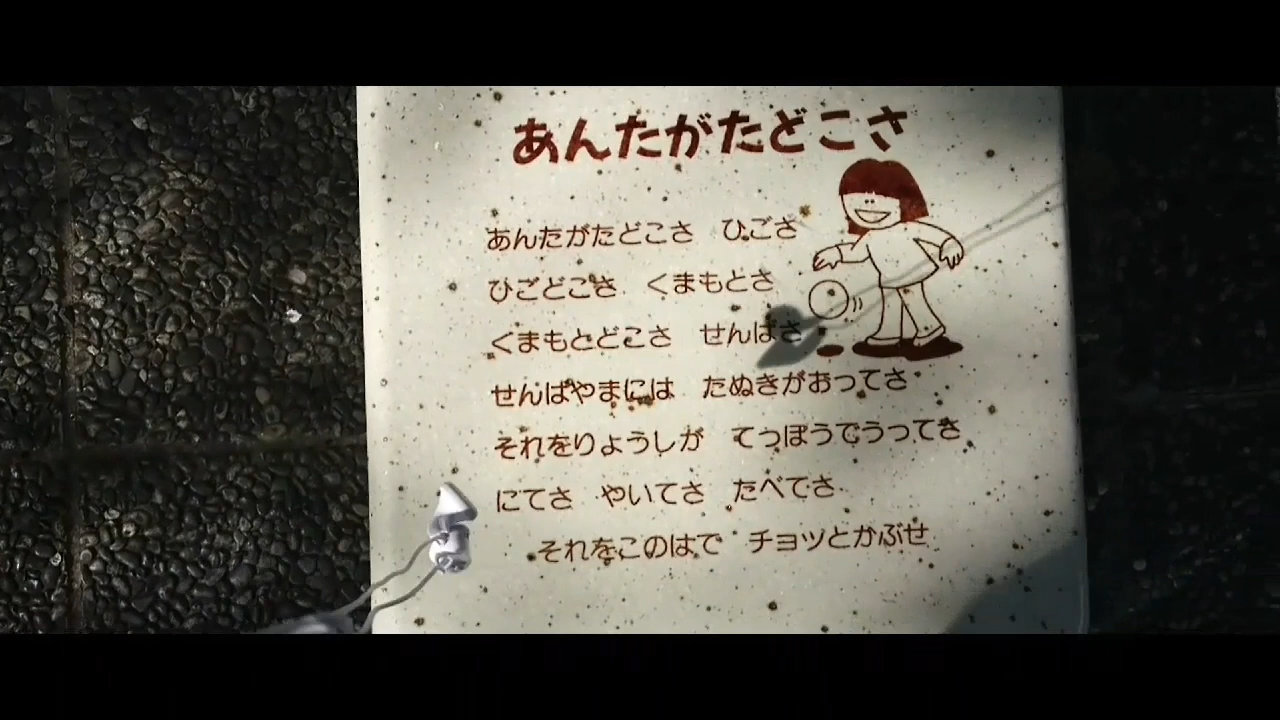 あんたがたどこさ
あんたがたどこさ　ひごさ
ひごどこさ　くまもとさ
くまもとどこさ　せんばさ
せんばやまには　たぬきがおってさ
それをりょうしが　てっぽうでうってさ
にてさ　やいてさ　たべてさ
それをこのはで　チョッとかぶせ